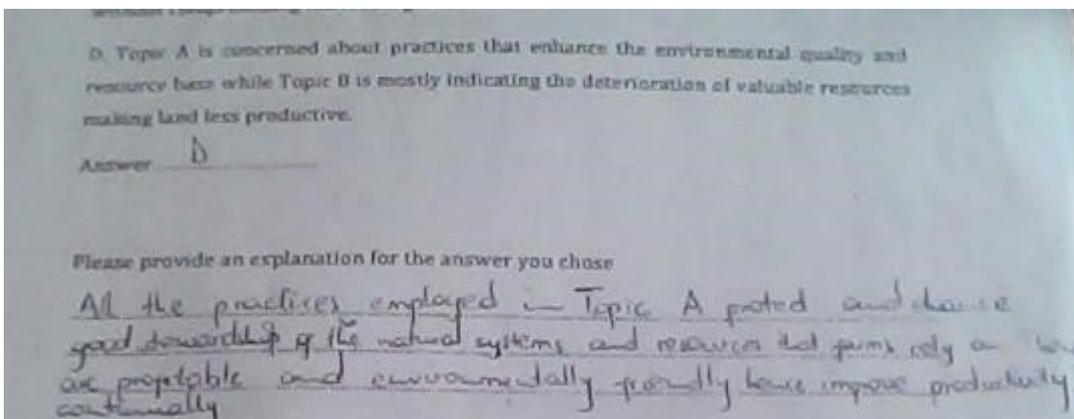 D. Topic A is concerned about practices that enhance the environmental quality and
resource base while Topic B is mostly indicating the deterioration of valuable resources
making land less productive.
Answer D
Please provide an explanation for the answer you chose
All the practices employed in Topic A and
good of the natural systems and resources that farms rely on
are profitable and environmentally friendly hence improve productivity
continually